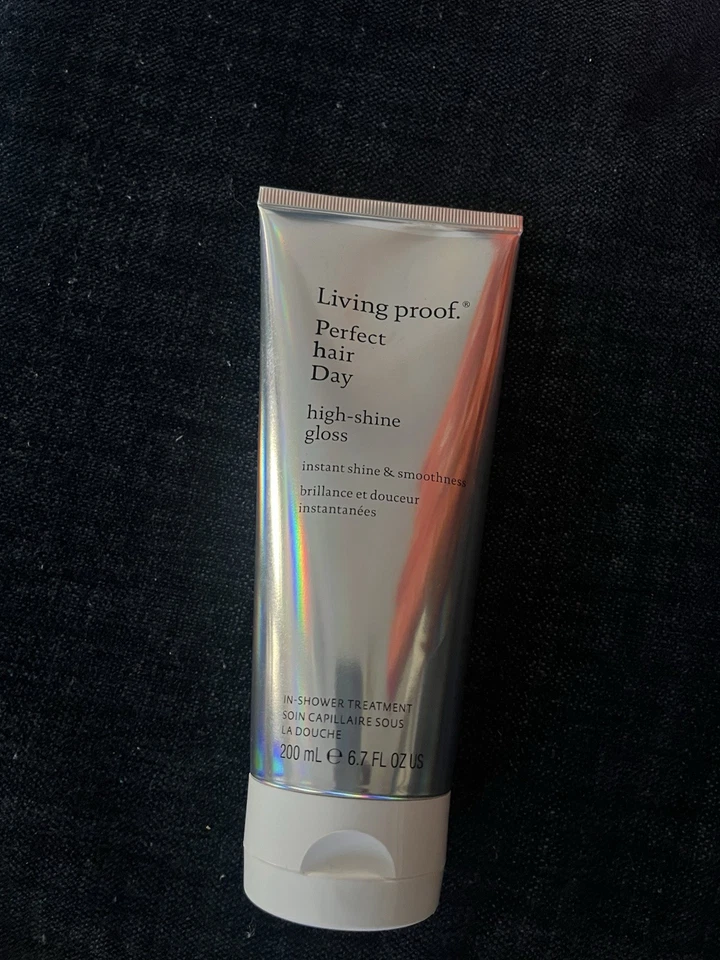 Living proof.®
Perfect
hair
Day
high-shine
gloss
instant shine & smoothness
brillance et douceur
instantanées
IN-SHOWER TREATMENT
SOIN CAPILLAIRE SOUS
LA DOUCHE
200 mL ℮ 6.7 FL OZ US